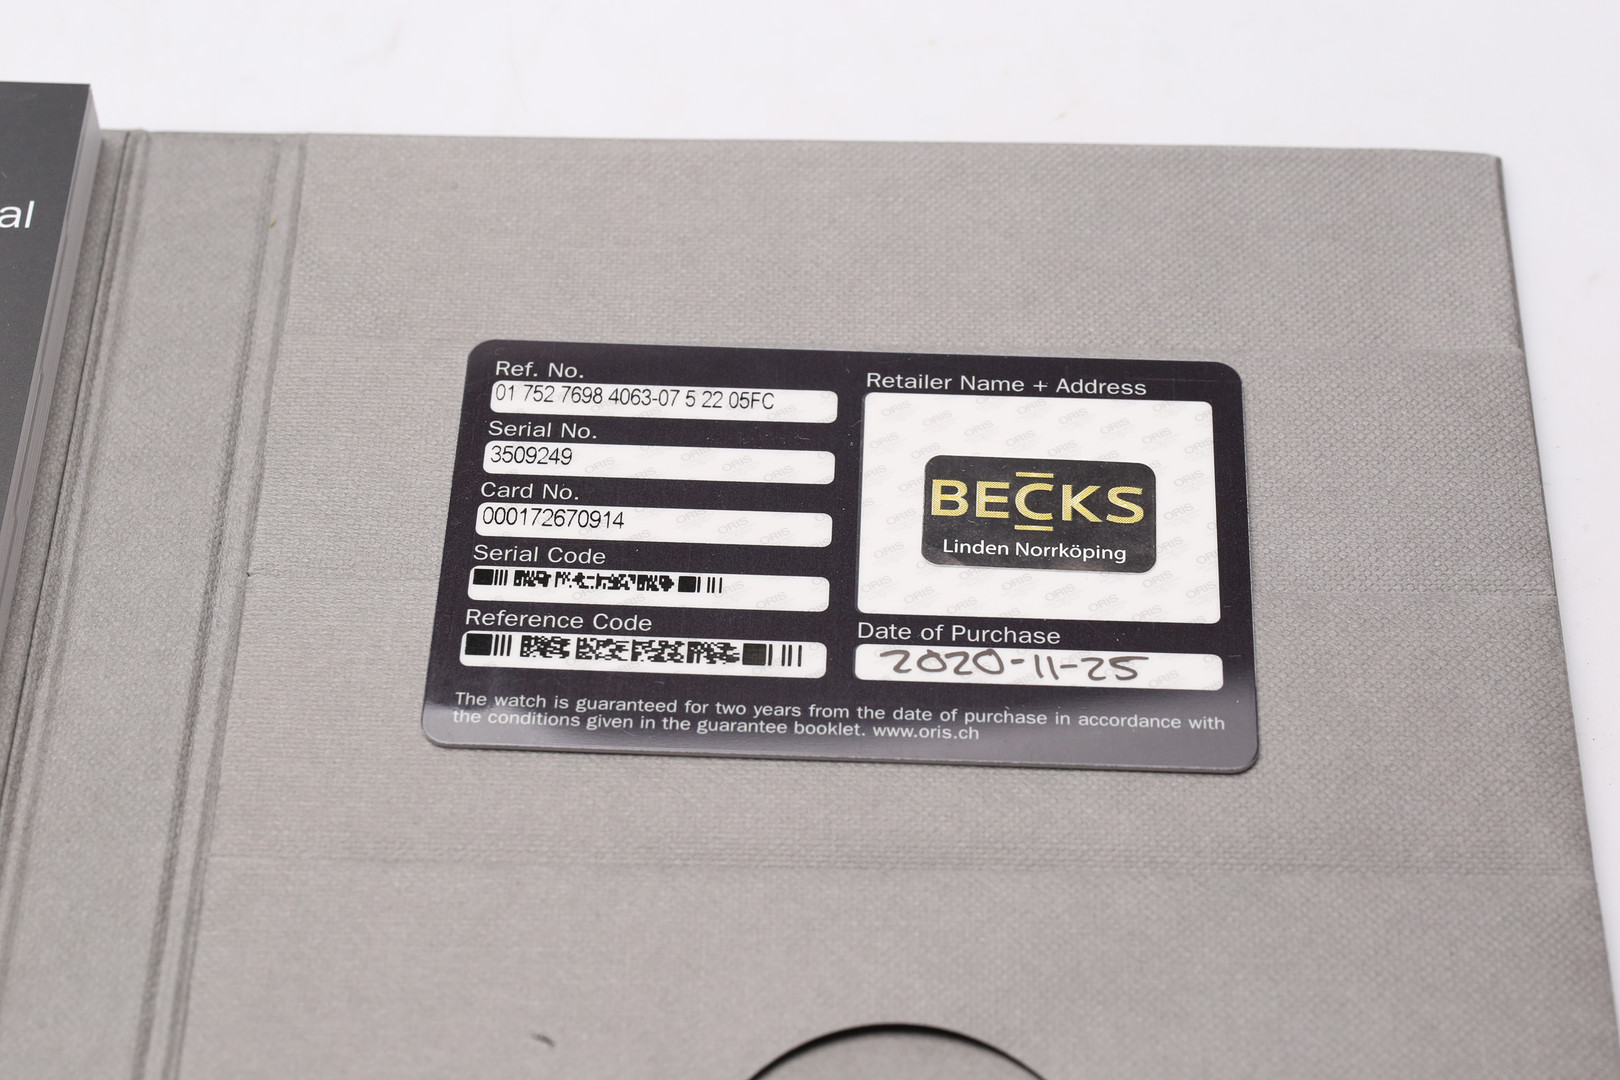 al
Ref. No.
01 752 7698 4063-07 5 22 05FC
Serial No.
3509249
Card No.
000172670914
Serial Code
Reference Code
Retailer Name + Address
BECKS
Linden Norrköping
Date of Purchase
2020-11-25
The watch is guaranteed for two years from the date of purchase in accordance with
the conditions given in the guarantee booklet. www.oris.ch